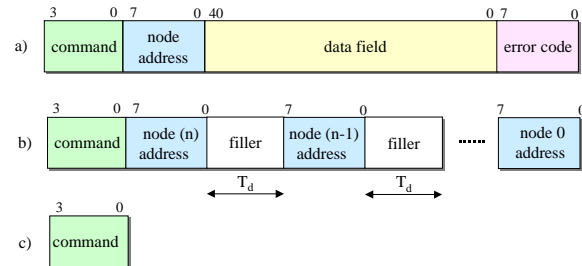 3 0 7 0 40 0 7 0
a) command node address data field error code
3 0 7 0 7 0 7 0
b) command node (n) address filler node (n-1) address filler ...... node 0 address
T_d T_d
3 0
c) command